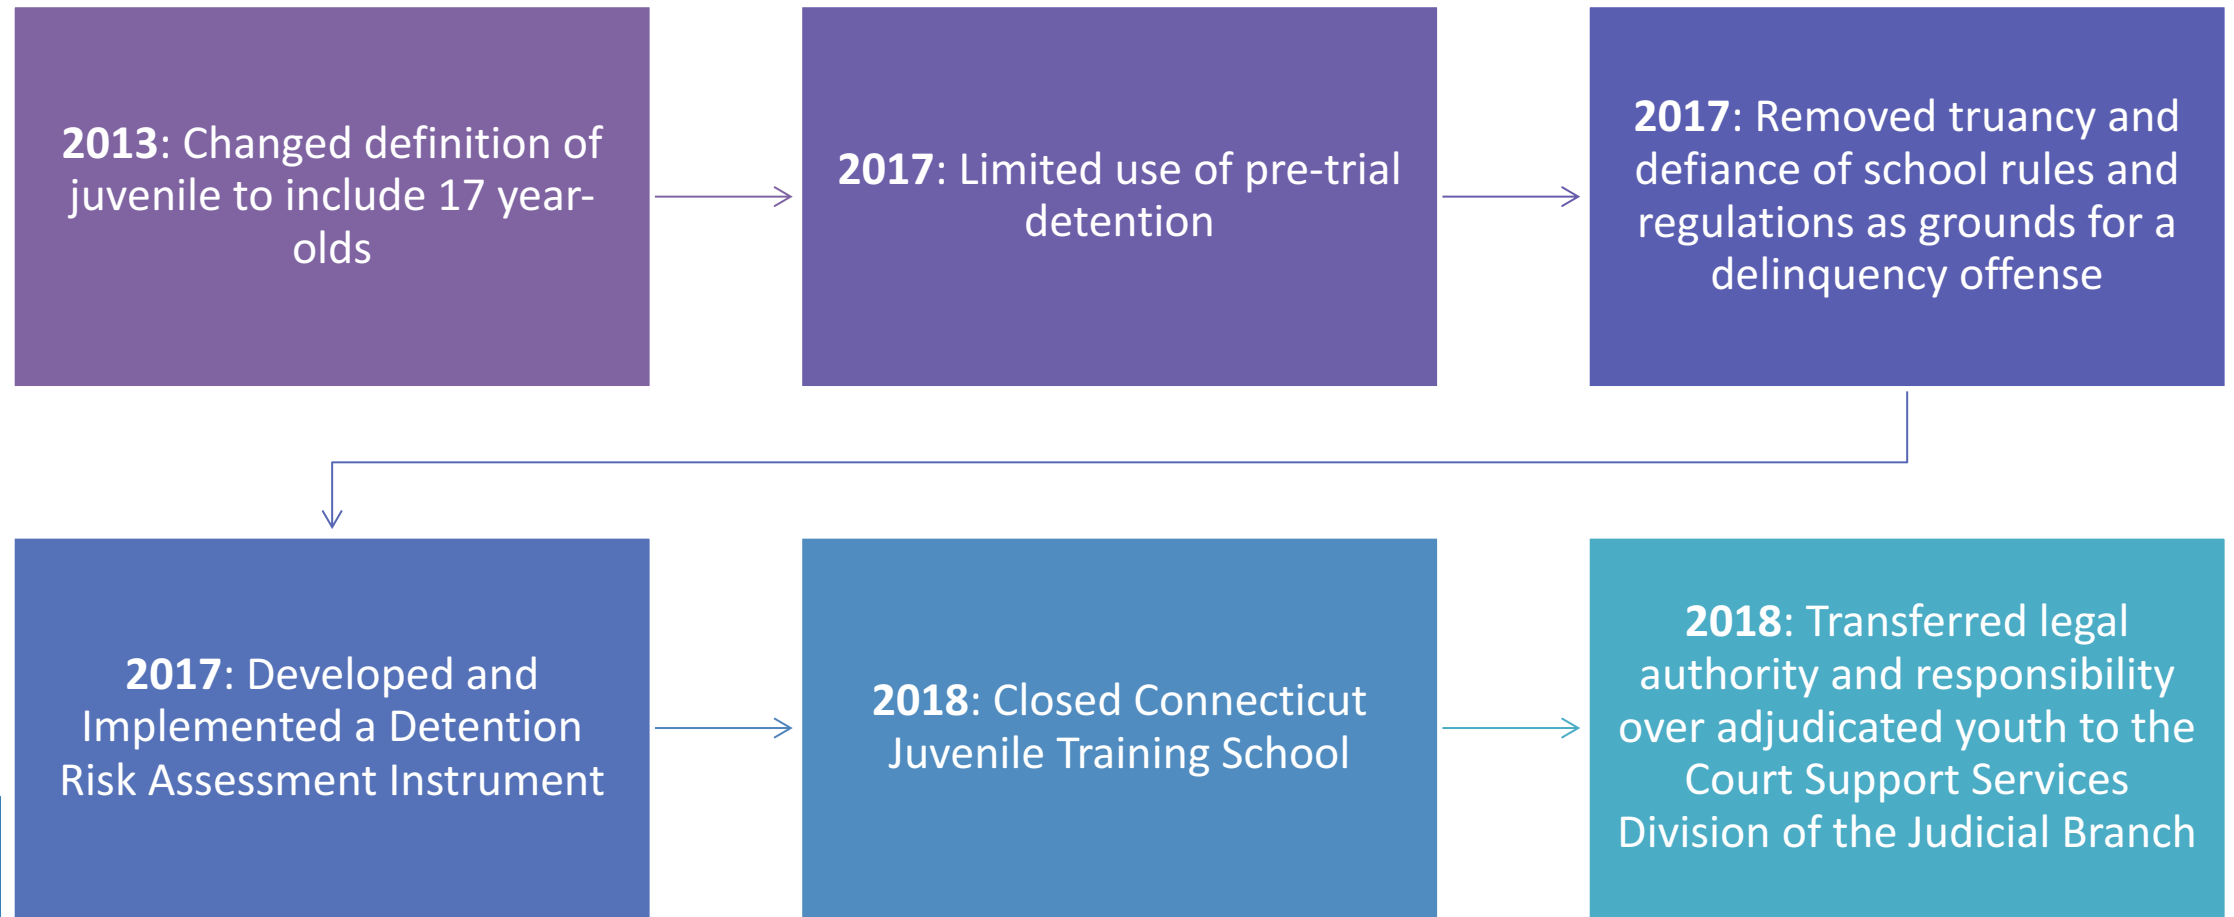 2013: Changed definition of
juvenile to include 17 year-
olds
2017: Limited use of pre-trial
detention
2017: Removed truancy and
defiance of school rules and
regulations as grounds for a
delinquency offense
2017: Developed and
Implemented a Detention
Risk Assessment Instrument
2018: Closed Connecticut
Juvenile Training School
2018: Transferred legal
authority and responsibility
over adjudicated youth to the
Court Support Services
Division of the Judicial Branch